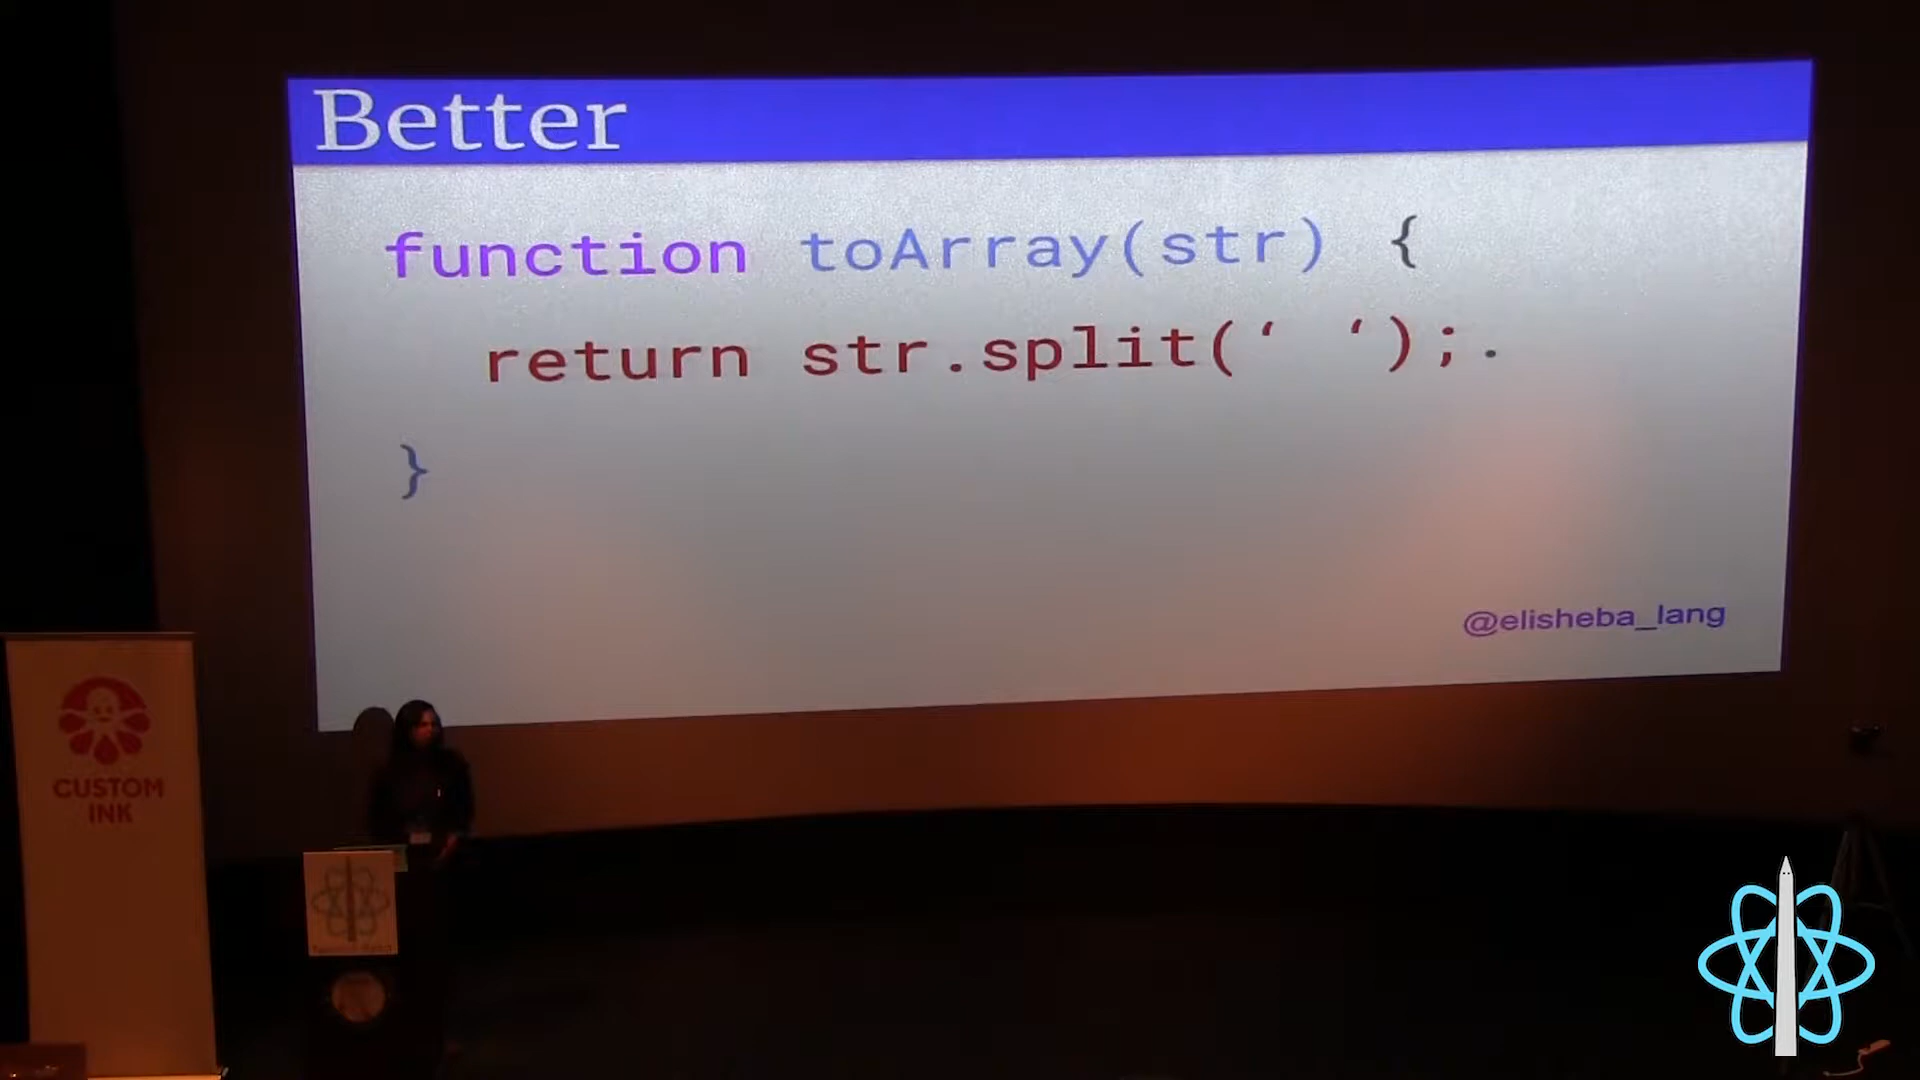 Better
function toArray(str) {
return str.split(‘ ‘);.
}
@elisheba_lang
CUSTOM
INK